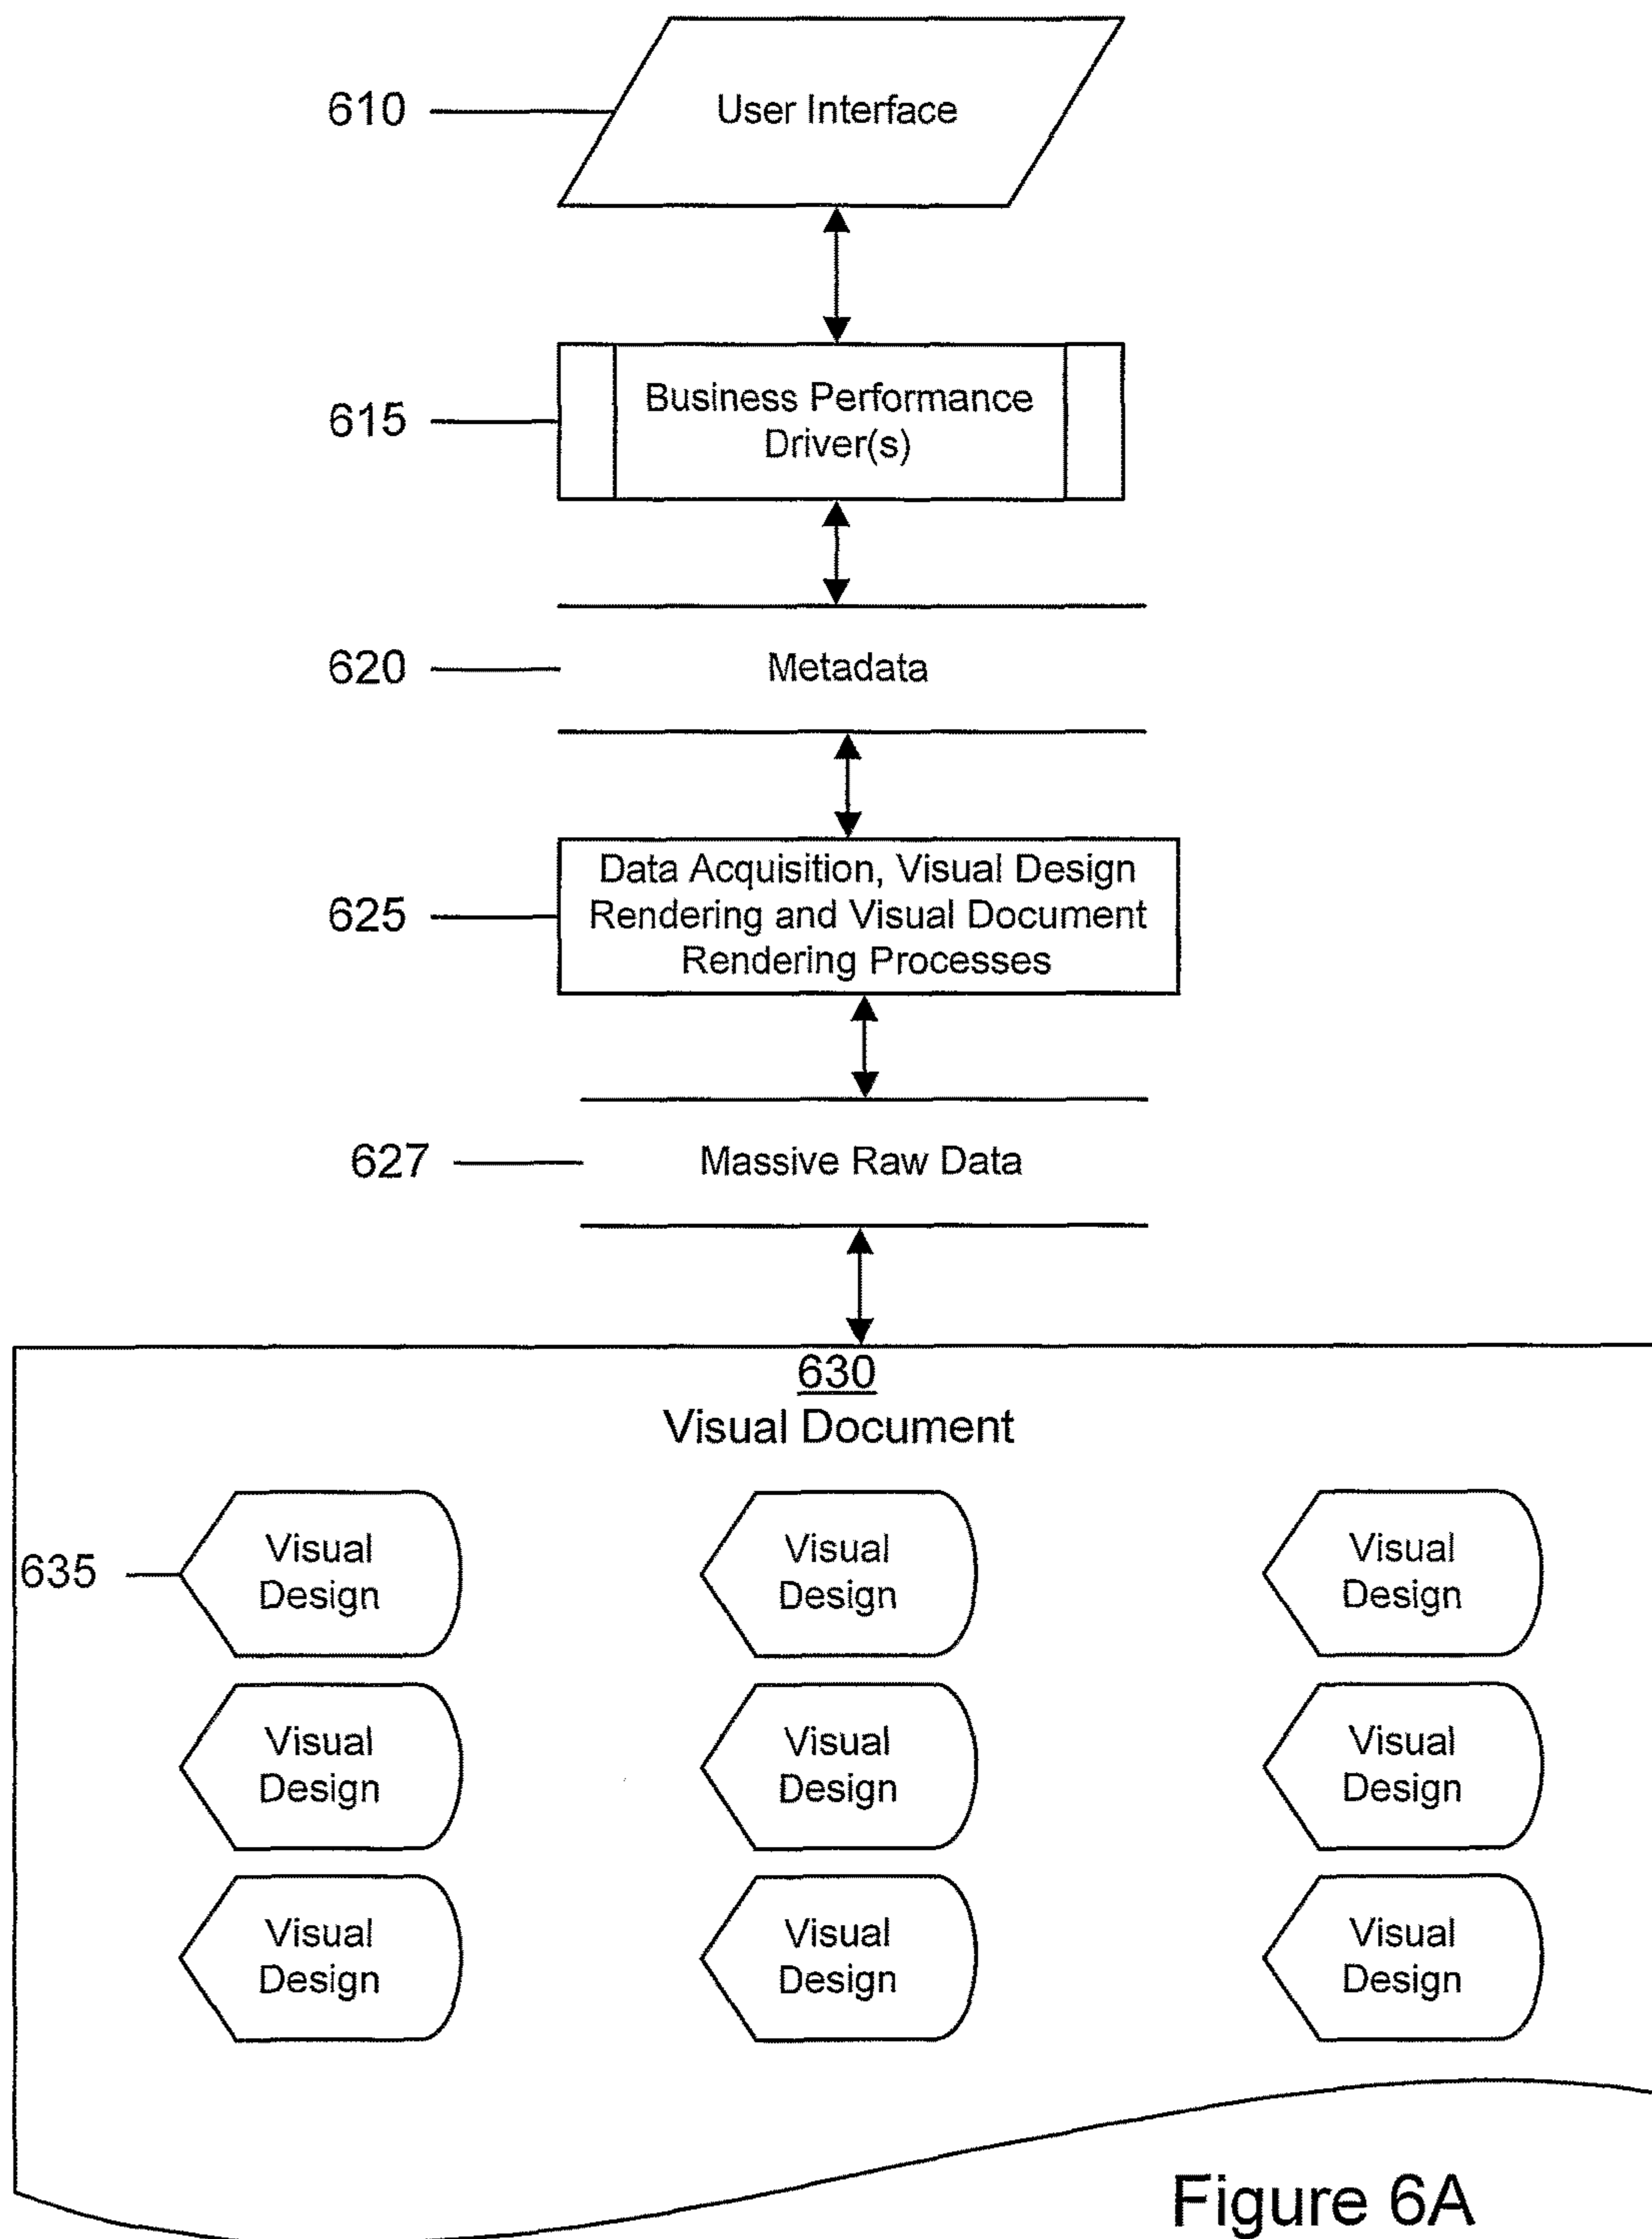 610
User Interface
615
Business Performance
Driver(s)
620
Metadata
625
Data Acquisition, Visual Design
Rendering and Visual Document
Rendering Processes
627
Massive Raw Data
630
Visual Document
635
Visual
Design
Visual
Design
Visual
Design
Visual
Design
Visual
Design
Visual
Design
Visual
Design
Visual
Design
Visual
Design
Figure 6A